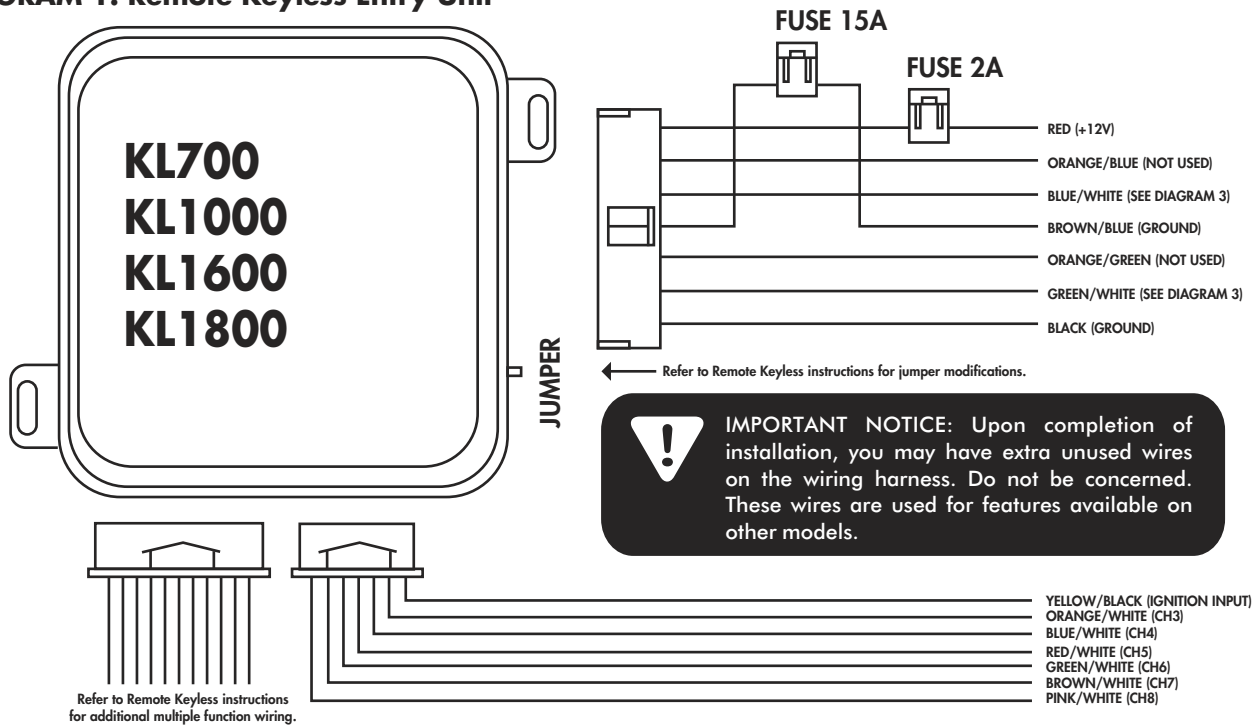 DIAGRAM 1: Remote Keyless Entry Unit
KL700
KL1000
KL1600
KL1800
JUMPER
FUSE 15A
FUSE 2A
RED (+12V)
ORANGE/BLUE (NOT USED)
BLUE/WHITE (SEE DIAGRAM 3)
BROWN/BLUE (GROUND)
ORANGE/GREEN (NOT USED)
GREEN/WHITE (SEE DIAGRAM 3)
BLACK (GROUND)
Refer to Remote Keyless instructions for jumper modifications.
IMPORTANT NOTICE: Upon completion of
installation, you may have extra unused wires
on the wiring harness. Do not be concerned.
These wires are used for features available on
other models.
YELLOW/BLACK (IGNITION INPUT)
ORANGE/WHITE (CH3)
BLUE/WHITE (CH4)
RED/WHITE (CH5)
GREEN/WHITE (CH6)
BROWN/WHITE (CH7)
PINK/WHITE (CH8)
Refer to Remote Keyless instructions
for additional multiple function wiring.